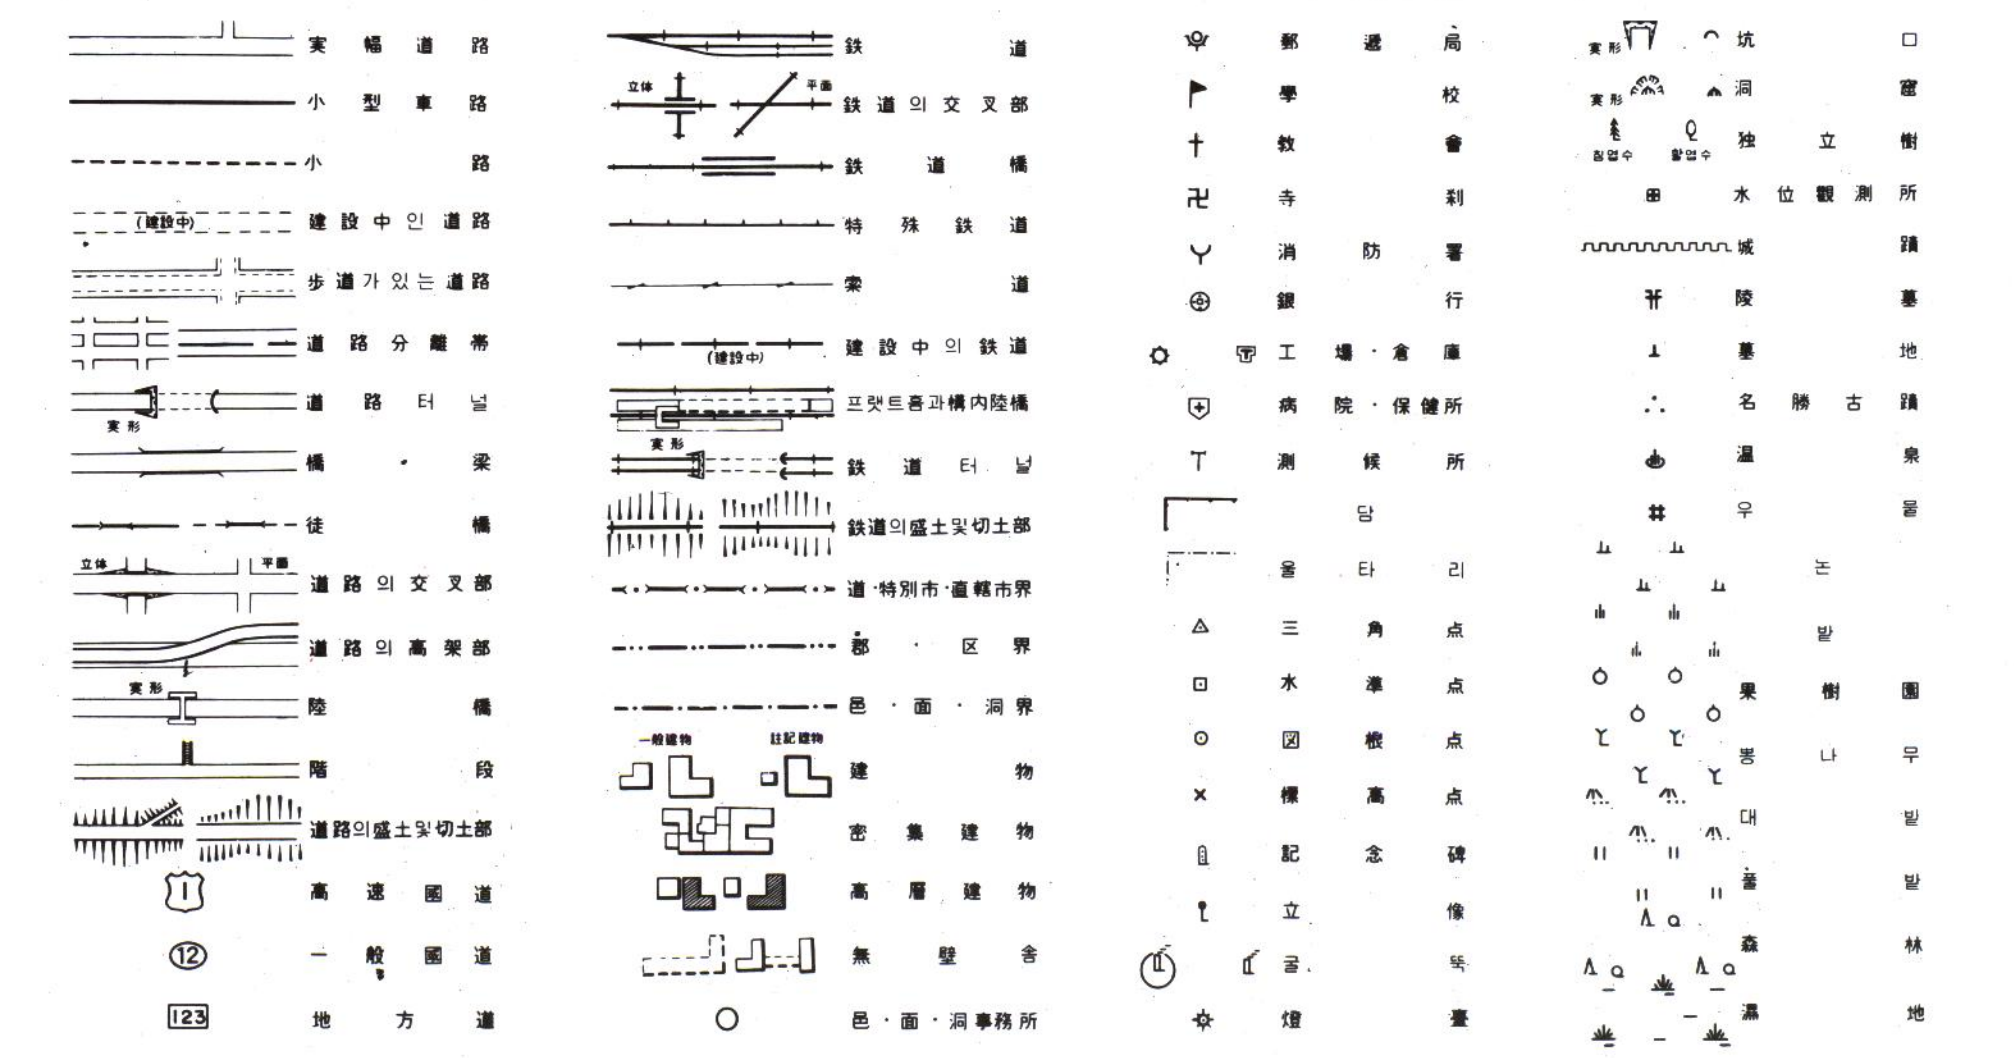 実幅道路
小型車路
小路
(建設中)
建設中인道路
歩道가있는道路
道路分離帯
道路터널
実形
橋梁
徒橋
立体 平面
道路의交叉部
道路의高架部
実形
陸橋
階段
道路의盛土및切土部
1
高速國道
12
一般國道
123
地方道
鉄道
立体 平面
鉄道의交叉部
鉄道橋
特殊鉄道
索道
建設中의鉄道
(建設中)
프랫트홈과構内陸橋
実形
鉄道터널
鉄道의盛土및切土部
道·特別市·直轄市界
郡·区界
邑·面·洞界
一般建物 註記建物
建物
密集建物
高層建物
無壁舎
邑·面·洞事務所
郵遞局
學校
教會
寺刹
消防署
銀行
工場·倉庫
病院·保健所
測候所
담
울타리
三角点
水準点
図根点
標高点
記念碑
立像
굴뚝
燈臺
実形
坑口
実形
洞窟
침엽수 활엽수
独立樹
水位觀測所
城蹟
陵墓
墓地
名勝古蹟
温泉
우물
논
밭
果樹園
뽕나무
대밭
풀밭
森林
濕地